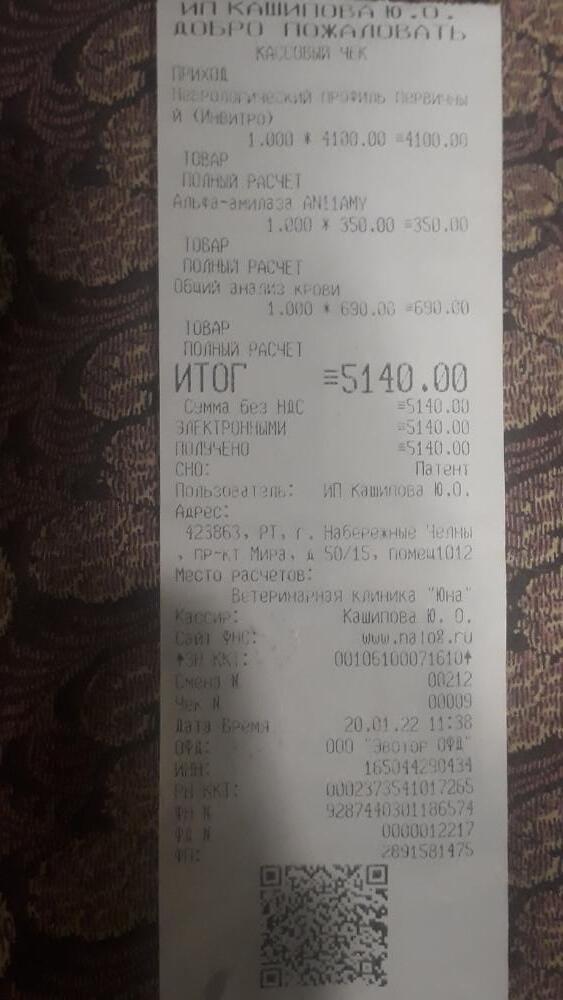 ИП КАШИПОВА Ю.О.
ДОБРО ПОЖАЛОВАТЬ
КАССОВЫЙ ЧЕК
ПРИХОД
Неврологический профиль первичны
й (Инвитро)
1.000 * 4100.00 =4100.00
ТОВАР
ПОЛНЫЙ РАСЧЕТ
Альфа-амилаза AN11AMY
1.000 * 350.00 =350.00
ТОВАР
ПОЛНЫЙ РАСЧЕТ
Общий анализ крови
1.000 * 690.00 =690.00
ТОВАР
ПОЛНЫЙ РАСЧЕТ
ИТОГ =5140.00
Сумма без НДС =5140.00
ЭЛЕКТРОННЫМИ =5140.00
ПОЛУЧЕНО =5140.00
СНО: Патент
Пользователь: ИП Кашипова Ю.О.
Адрес:
423863, РТ, г. Набережные Челны
, пр-кт Мира, д 50/15, помещ1012
Место расчетов:
Ветеринарная клиника "Юна"
Кассир: Кашипова Ю. О.
Сайт ФНС: www.nalog.ru
↑ЗН ККТ: 00106100071610↑
Смена N 00212
Чек N 00009
Дата Время 20.01.22 11:38
ОФД: ООО "Эвотор ОФД"
ИНН: 165044290434
РН ККТ: 0002373541017265
ФН N 9287440301186574
ФД N 0000012217
ФП: 2891581475